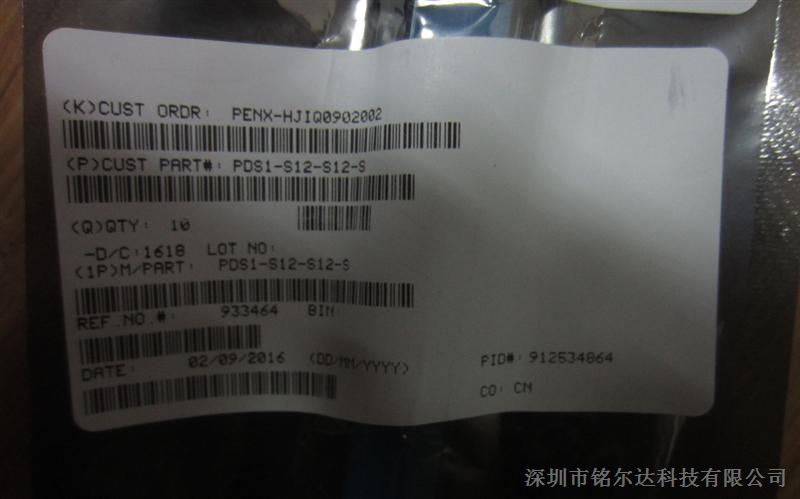 (K)CUST ORDR: PENX-HJIQ0902002
(P)CUST PART#: PDS1-S12-S12-S
(Q)QTY: 10
-D/C:1618 LOT NO:
(1P)M/PART: PDS1-S12-S12-S
REF.NO.#: 933464 BIN:
DATE: 02/09/2016 (DD/MM/YYYY)
PID#: 912534864
CO: CN
深圳市铭尔达科技有限公司